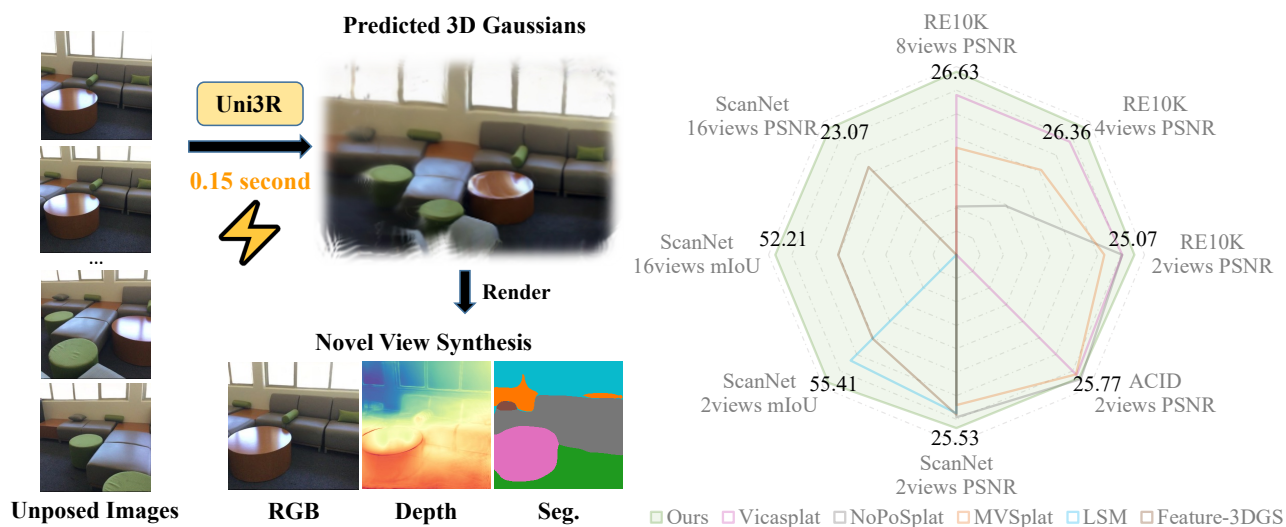 Predicted 3D Gaussians
Uni3R
0.15 second
...
Render
Novel View Synthesis
Unposed Images
RGB
Depth
Seg.
RE10K
8views PSNR
26.63
RE10K
4views PSNR
26.36
RE10K
2views PSNR
25.07
ACID
2views PSNR
25.77
ScanNet
2views PSNR
25.53
ScanNet
2views mIoU
55.41
ScanNet
16views mIoU
52.21
ScanNet
16views PSNR
23.07
Ours Vicasplat NoPoSplat MVSplat LSM Feature-3DGS